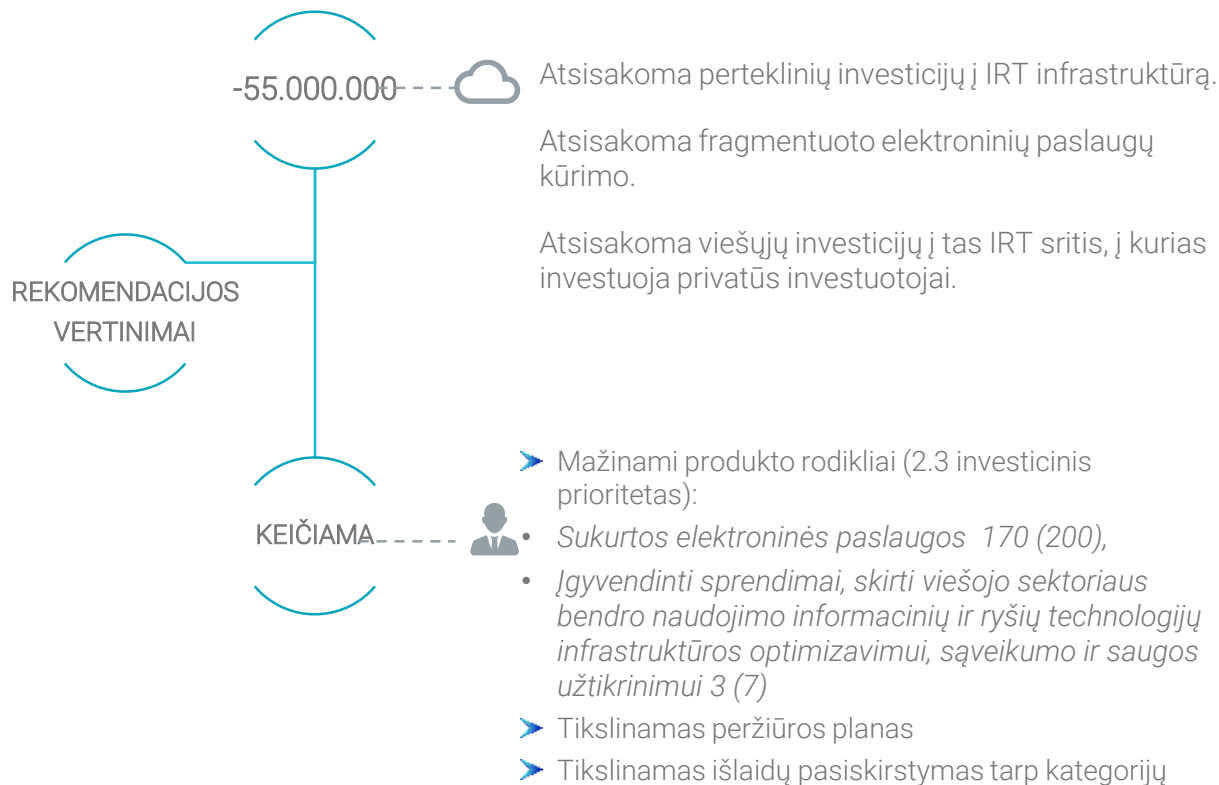 -55.000.000
Atsisakoma perteklinių investicijų į IRT infrastruktūrą.
Atsisakoma fragmentuoto elektroninių paslaugų
kūrimo.
Atsisakoma viešųjų investicijų į tas IRT sritis, į kurias
investuoja privatūs investuotojai.
REKOMENDACIJOS
VERTINIMAI
KEIČIAMA
➤ Mažinami produkto rodikliai (2.3 investicinis
prioritetas):
• Sukurtos elektroninės paslaugos 170 (200),
• Įgyvendinti sprendimai, skirti viešojo sektoriaus
bendro naudojimo informacinių ir ryšių technologijų
infrastruktūros optimizavimui, sąveikumo ir saugos
užtikrinimui 3 (7)
➤ Tikslinamas peržiūros planas
➤ Tikslinamas išlaidų pasiskirstymas tarp kategorijų